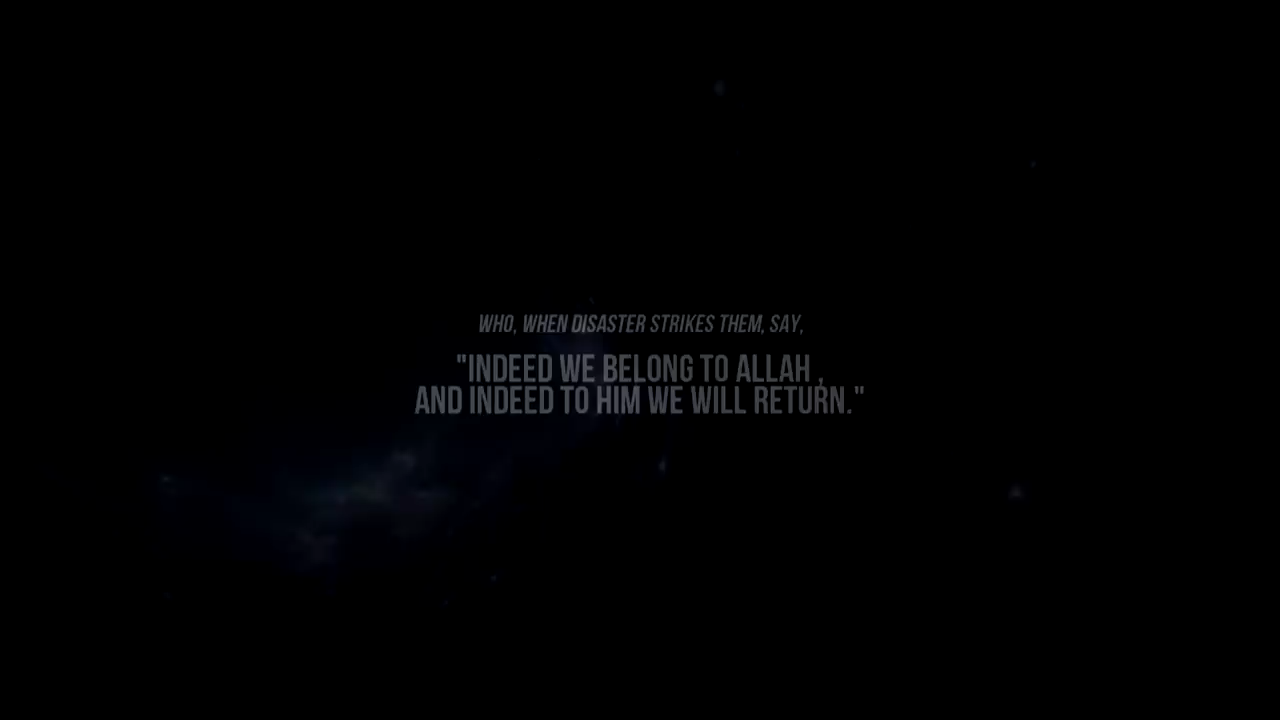 WHO, WHEN DISASTER STRIKES THEM, SAY,
"INDEED WE BELONG TO ALLAH ,
AND INDEED TO HIM WE WILL RETURN."